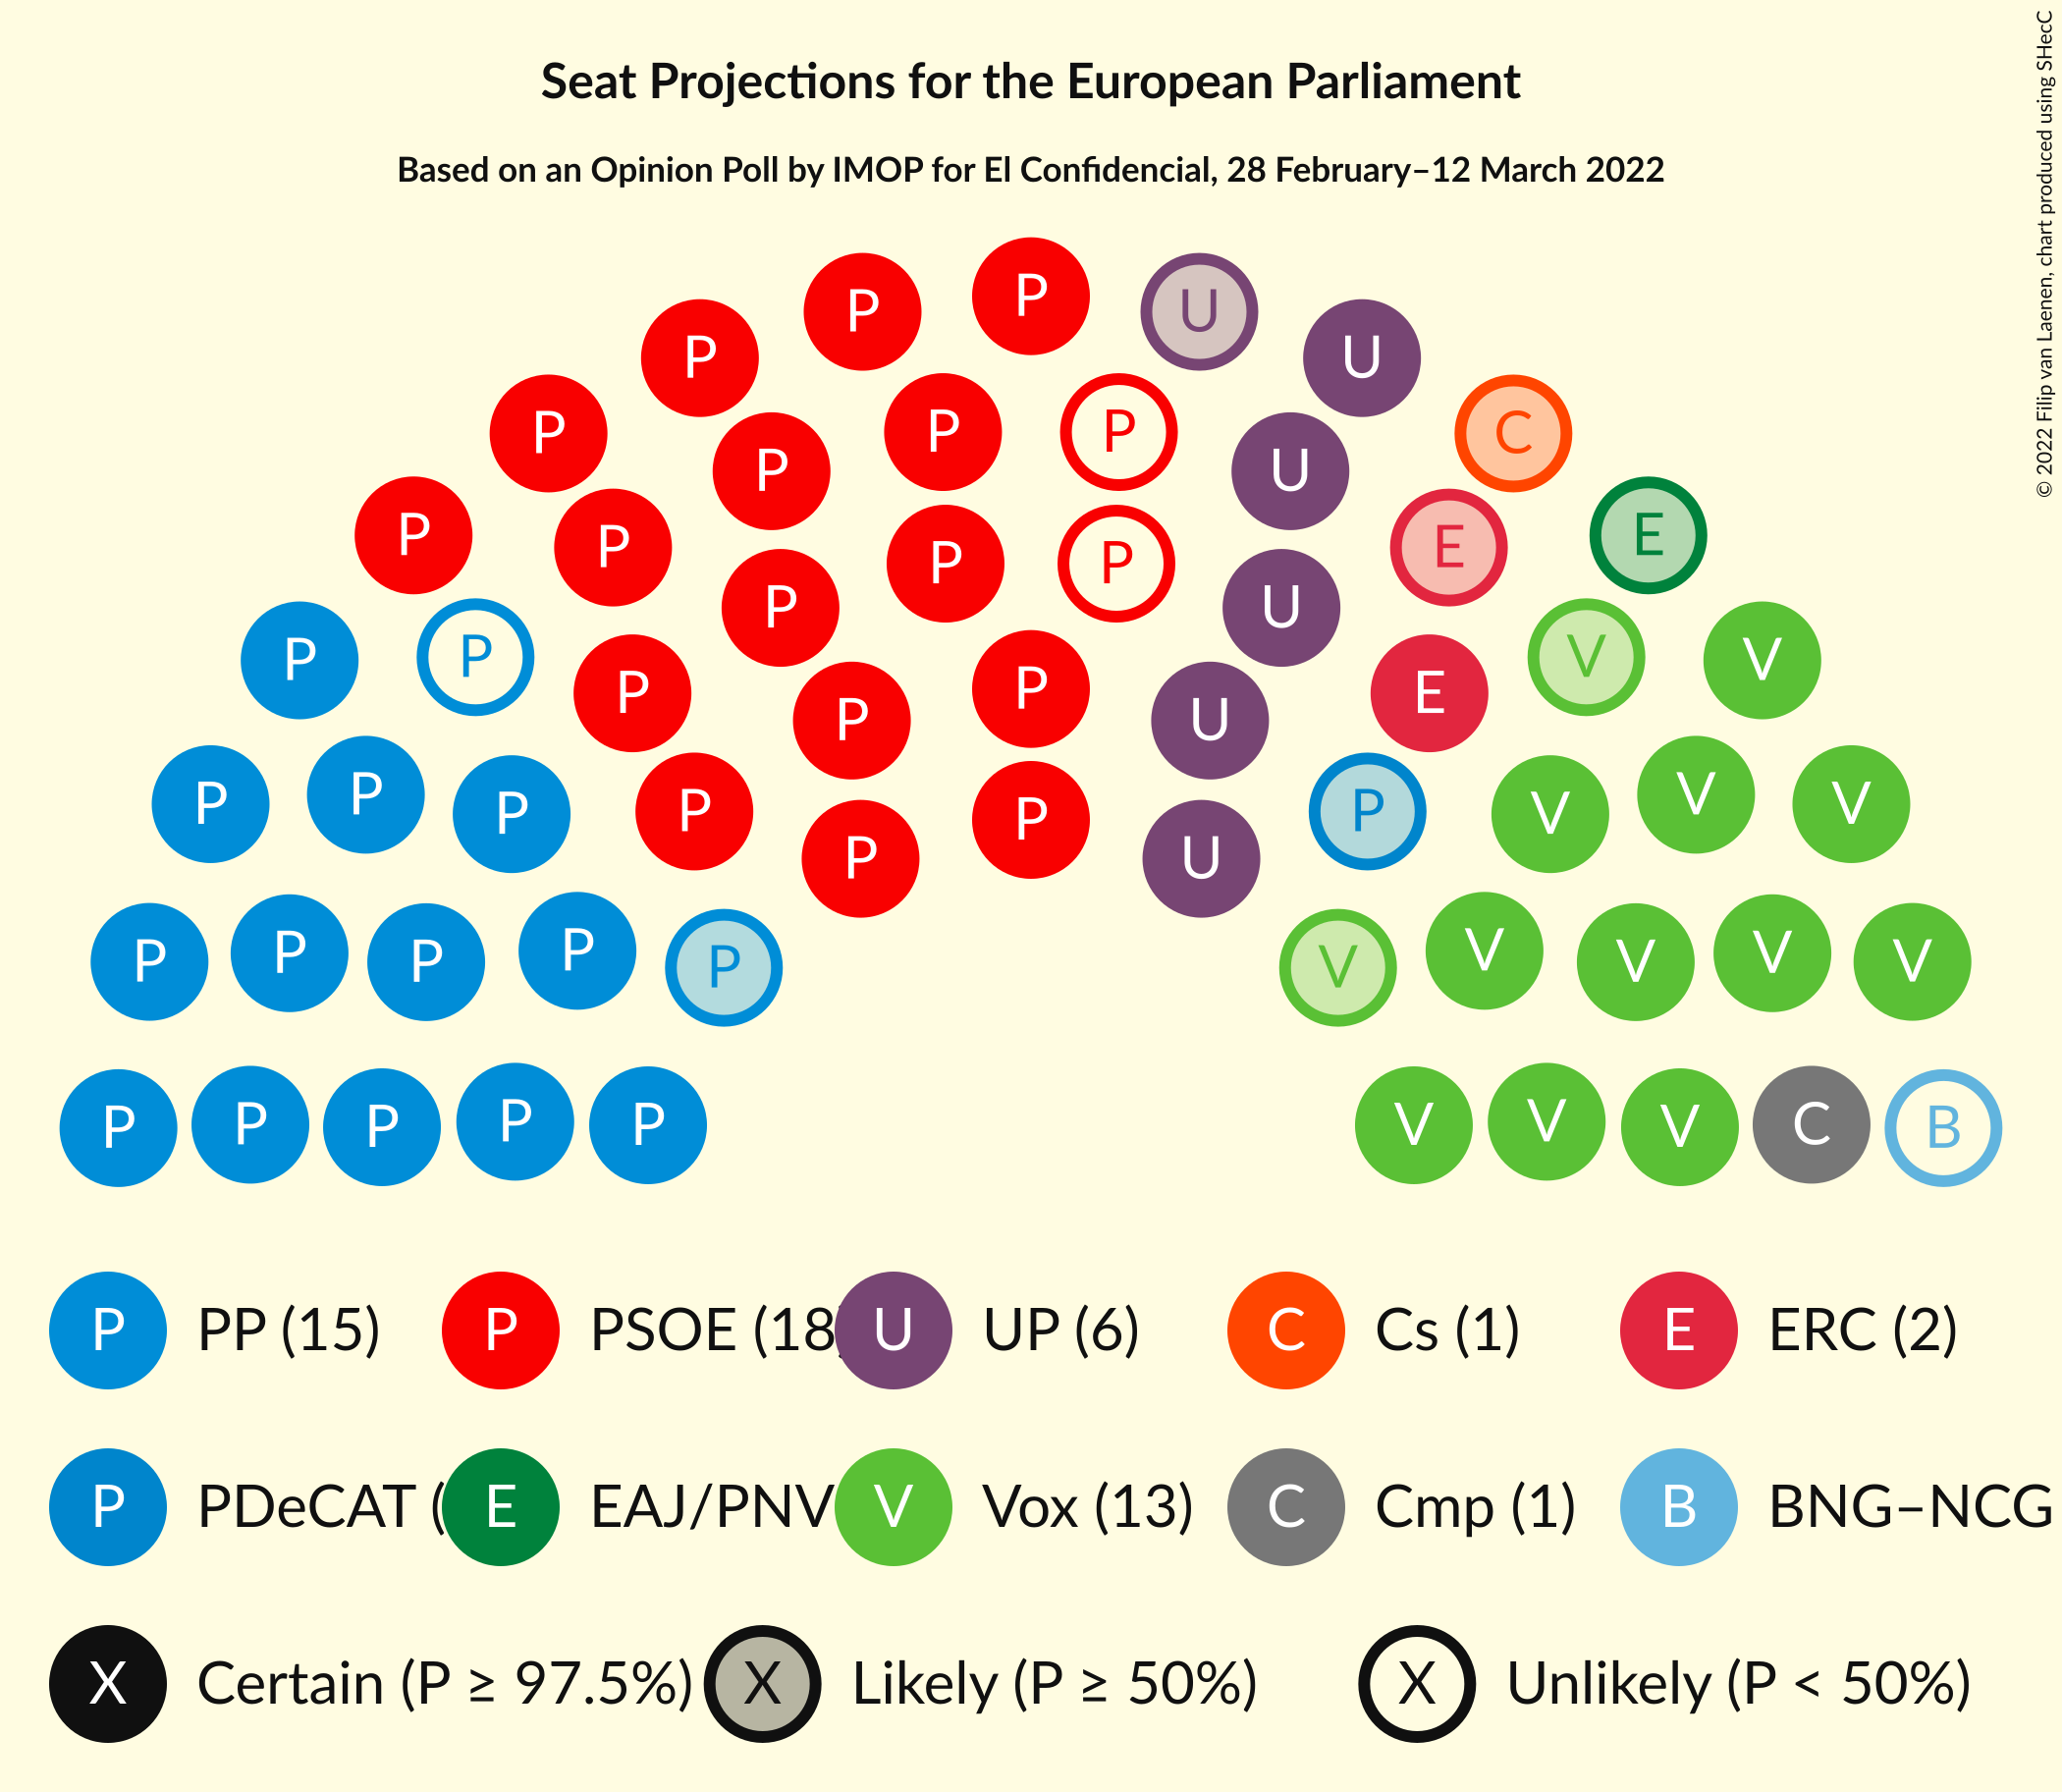 Seat Projections for the European Parliament
Based on an Opinion Poll by IMOP for El Confidencial, 28 February–12 March 2022
© 2022 Filip van Laenen, chart produced using SHecC
P P P U U
P P P U C
P P P P U E E
P P P U
P P P P E V V
P P P P P U P V V V
P P P P P P U V V V V V
P P P P P V V V C B
P PP (15) P PSOE (18 U UP (6) C Cs (1) E ERC (2)
P PDeCAT ( E EAJ/PNV V Vox (13) C Cmp (1) B BNG–NCG
X Certain (P ≥ 97.5%) X Likely (P ≥ 50%) X Unlikely (P < 50%)